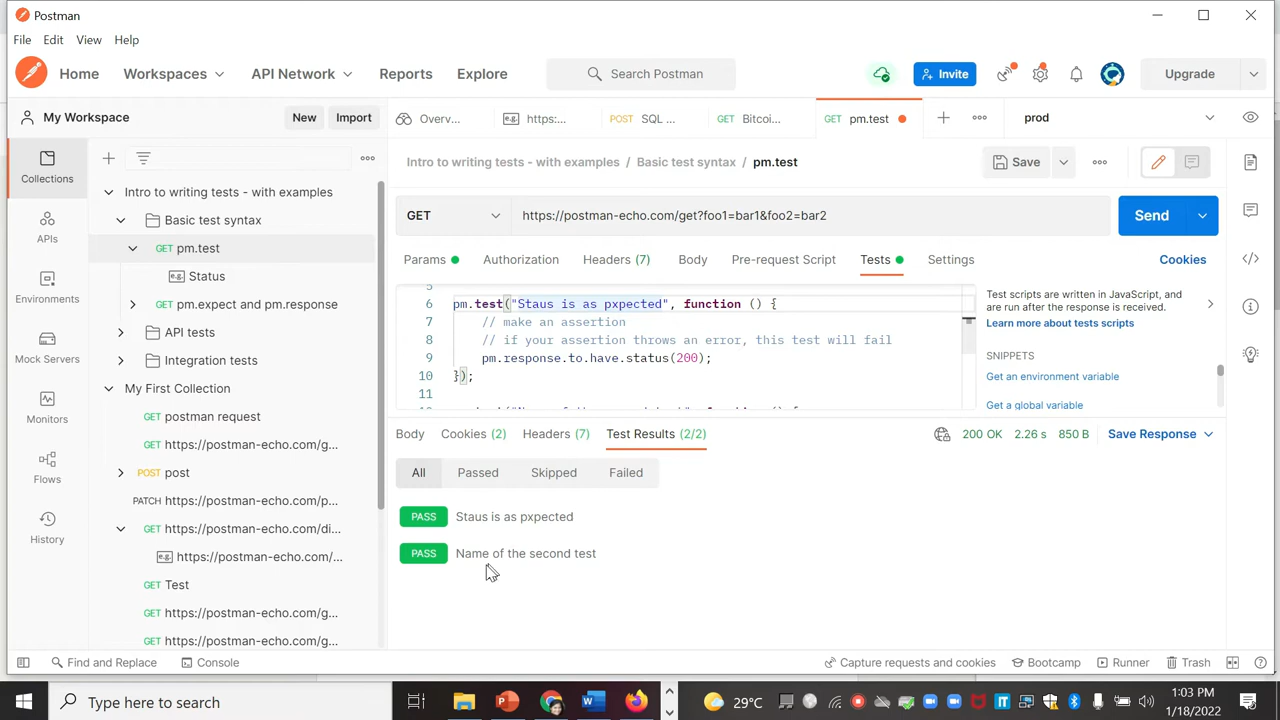 Postman
File Edit View Help
Home Workspaces API Network Reports Explore Search Postman Invite Upgrade
My Workspace New Import Overv... e.g. https:... POST SQL ... GET Bitcoi... GET pm.test prod
Collections
APIs
Environments
Mock Servers
Monitors
Flows
History
Intro to writing tests - with examples
Basic test syntax
GET pm.test
e.g. Status
pm.expect and pm.response
API tests
Integration tests
My First Collection
GET postman request
GET https://postman-echo.com/g...
POST post
PATCH https://postman-echo.com/p...
GET https://postman-echo.com/di...
e.g. https://postman-echo.com/...
GET Test
GET https://postman-echo.com/g...
GET https://postman-echo.com/g...
Intro to writing tests - with examples / Basic test syntax / pm.test Save
GET https://postman-echo.com/get?foo1=bar1&foo2=bar2 Send
Params Authorization Headers (7) Body Pre-request Script Tests Settings Cookies
5
6 pm.test("Staus is as pxpected", function () {
7 // make an assertion
8 // if your assertion throws an error, this test will fail
9 pm.response.to.have.status(200);
10 });
11
Test scripts are written in JavaScript, and
are run after the response is received.
Learn more about tests scripts
SNIPPETS
Get an environment variable
Get a global variable
Body Cookies (2) Headers (7) Test Results (2/2) 200 OK 2.26 s 850 B Save Response
All Passed Skipped Failed
PASS Staus is as pxpected
PASS Name of the second test
Find and Replace Console Capture requests and cookies Bootcamp Runner Trash
Type here to search 29°C 1:03 PM
1/18/2022